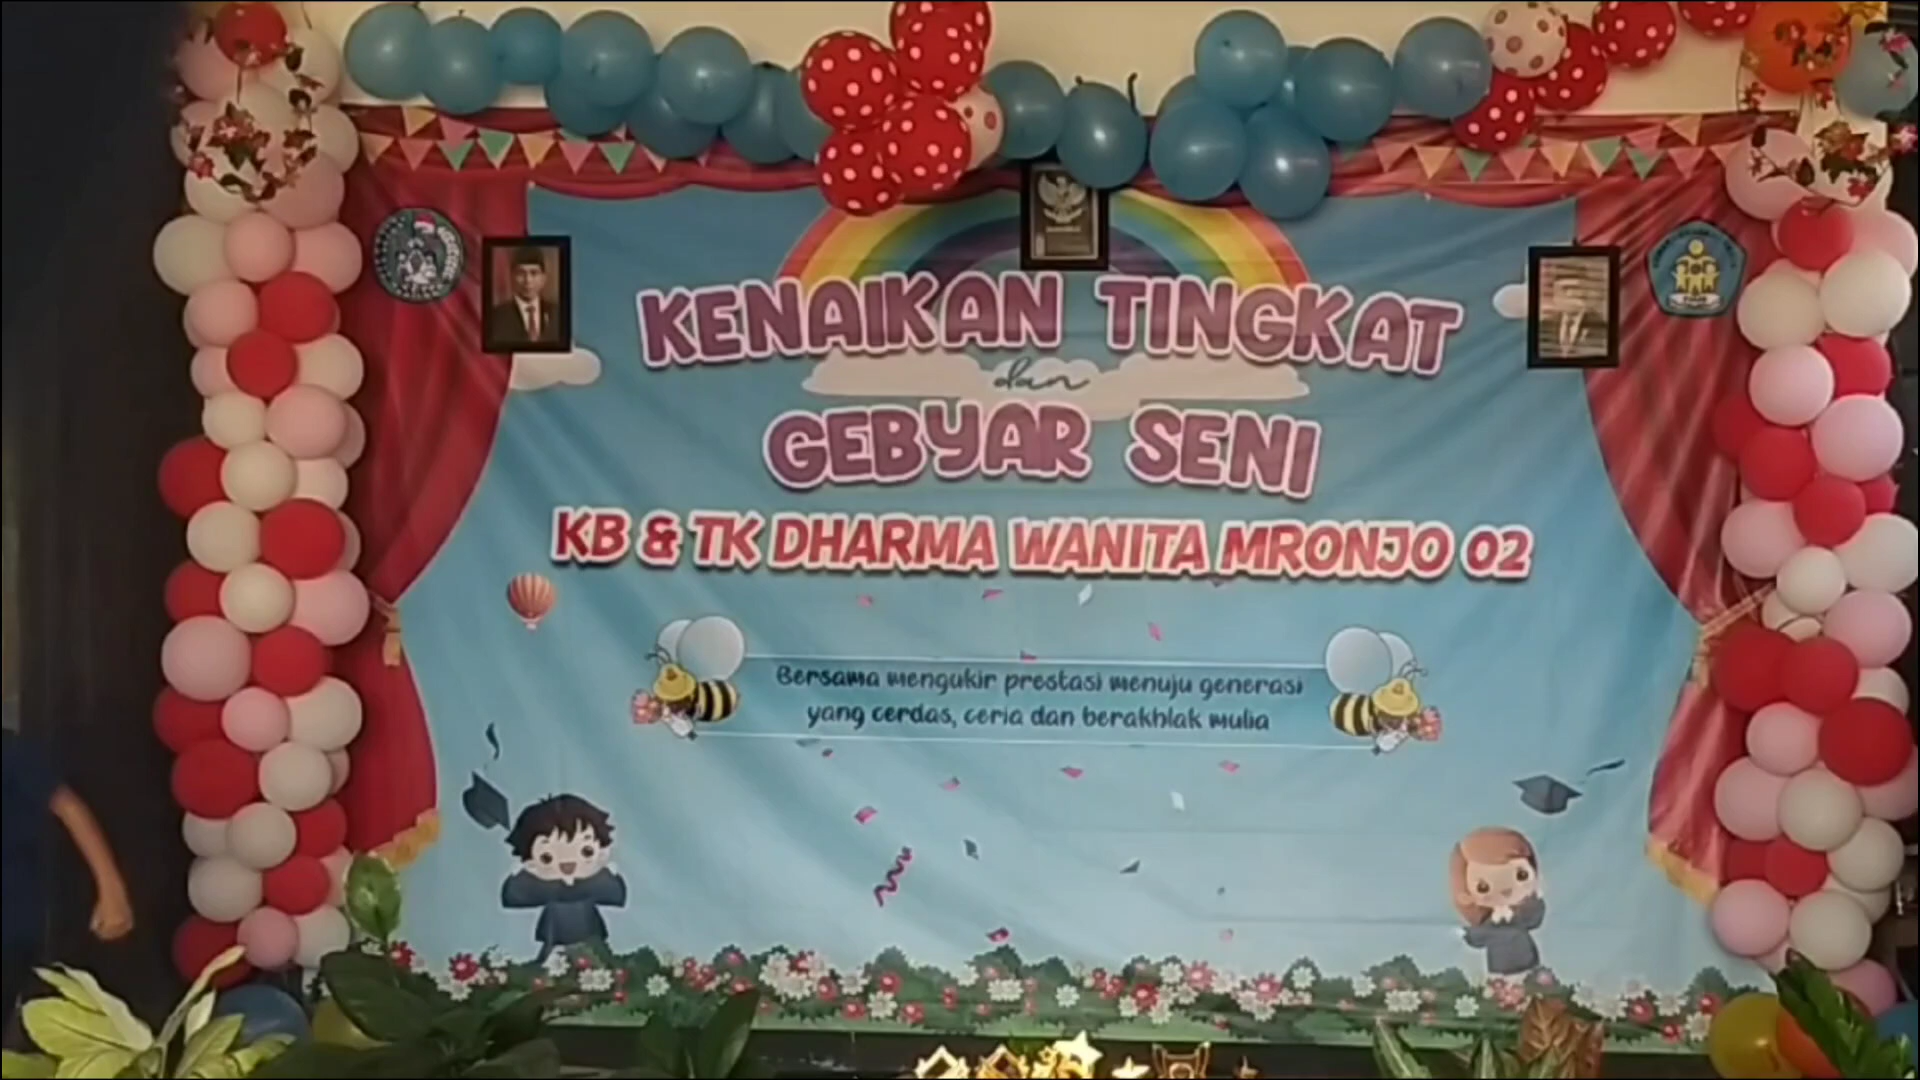 KENAIKAN TINGKAT
dan
GEBYAR SENI
KB & TK DHARMA WANITA MRONJO 02
Bersama mengukir prestasi menuju generasi
yang cerdas, ceria dan berakhlak mulia